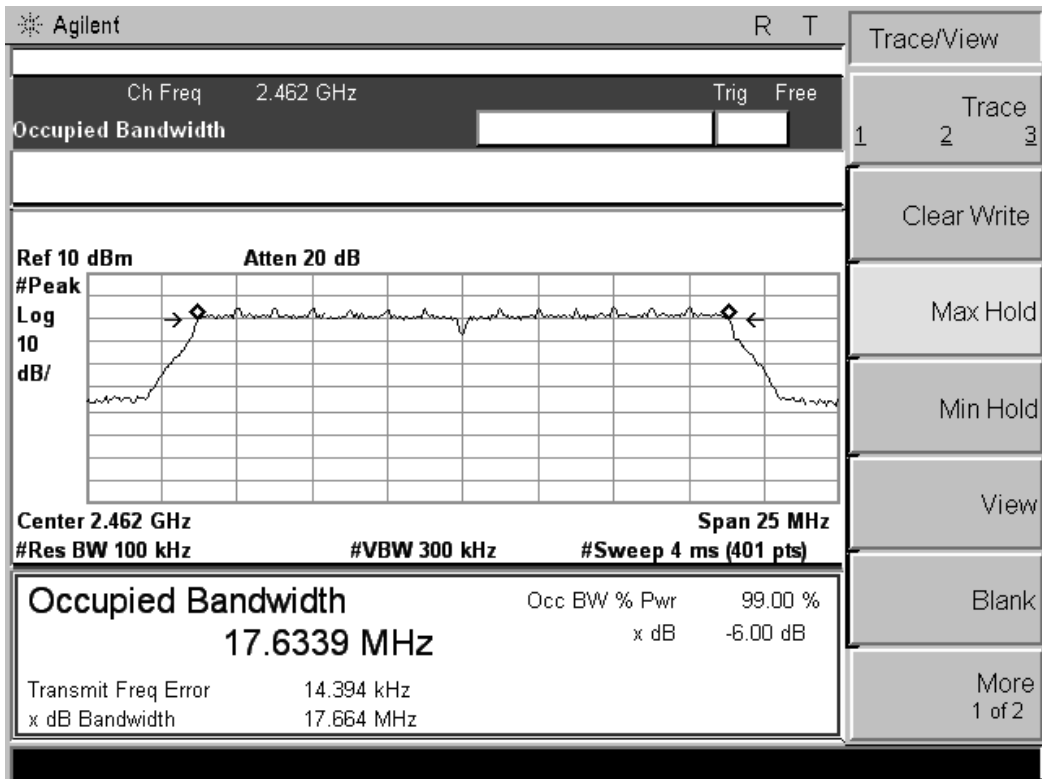 Agilent R T
Ch Freq 2.462 GHz Trig Free
Occupied Bandwidth
Ref 10 dBm Atten 20 dB
#Peak
Log
10
dB/
Center 2.462 GHz Span 25 MHz
#Res BW 100 kHz #VBW 300 kHz #Sweep 4 ms (401 pts)
Occupied Bandwidth Occ BW % Pwr 99.00 %
17.6339 MHz x dB -6.00 dB
Transmit Freq Error 14.394 kHz
x dB Bandwidth 17.664 MHz
Trace/View
Trace
1 2 3
Clear Write
Max Hold
Min Hold
View
Blank
More
1 of 2